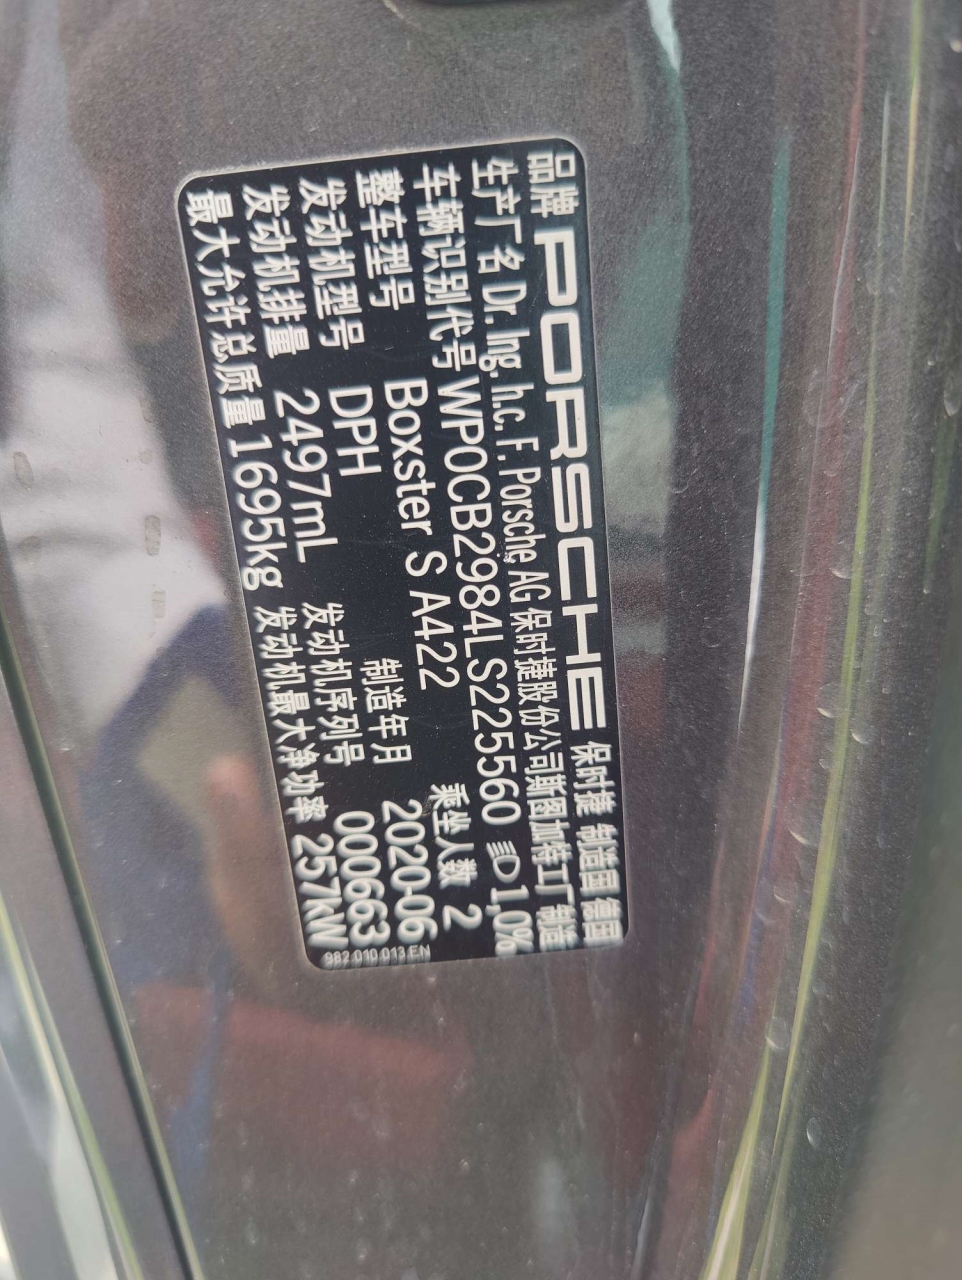 品牌 PORSCHE 保时捷 制造国 德国
生产厂名 Dr. Ing. h.c. F. Porsche AG 保时捷股份公司斯图加特工厂 制造
车辆识别代号 WP0CB2984LS225560 1,0%
整车型号 Boxster S A422 乘坐人数 2
发动机型号 DPH 制造年月 2020-06
发动机排量 2497mL 发动机序列号 000663
最大允许总质量 1695kg 发动机最大净功率 257kW
982.010.013.EN